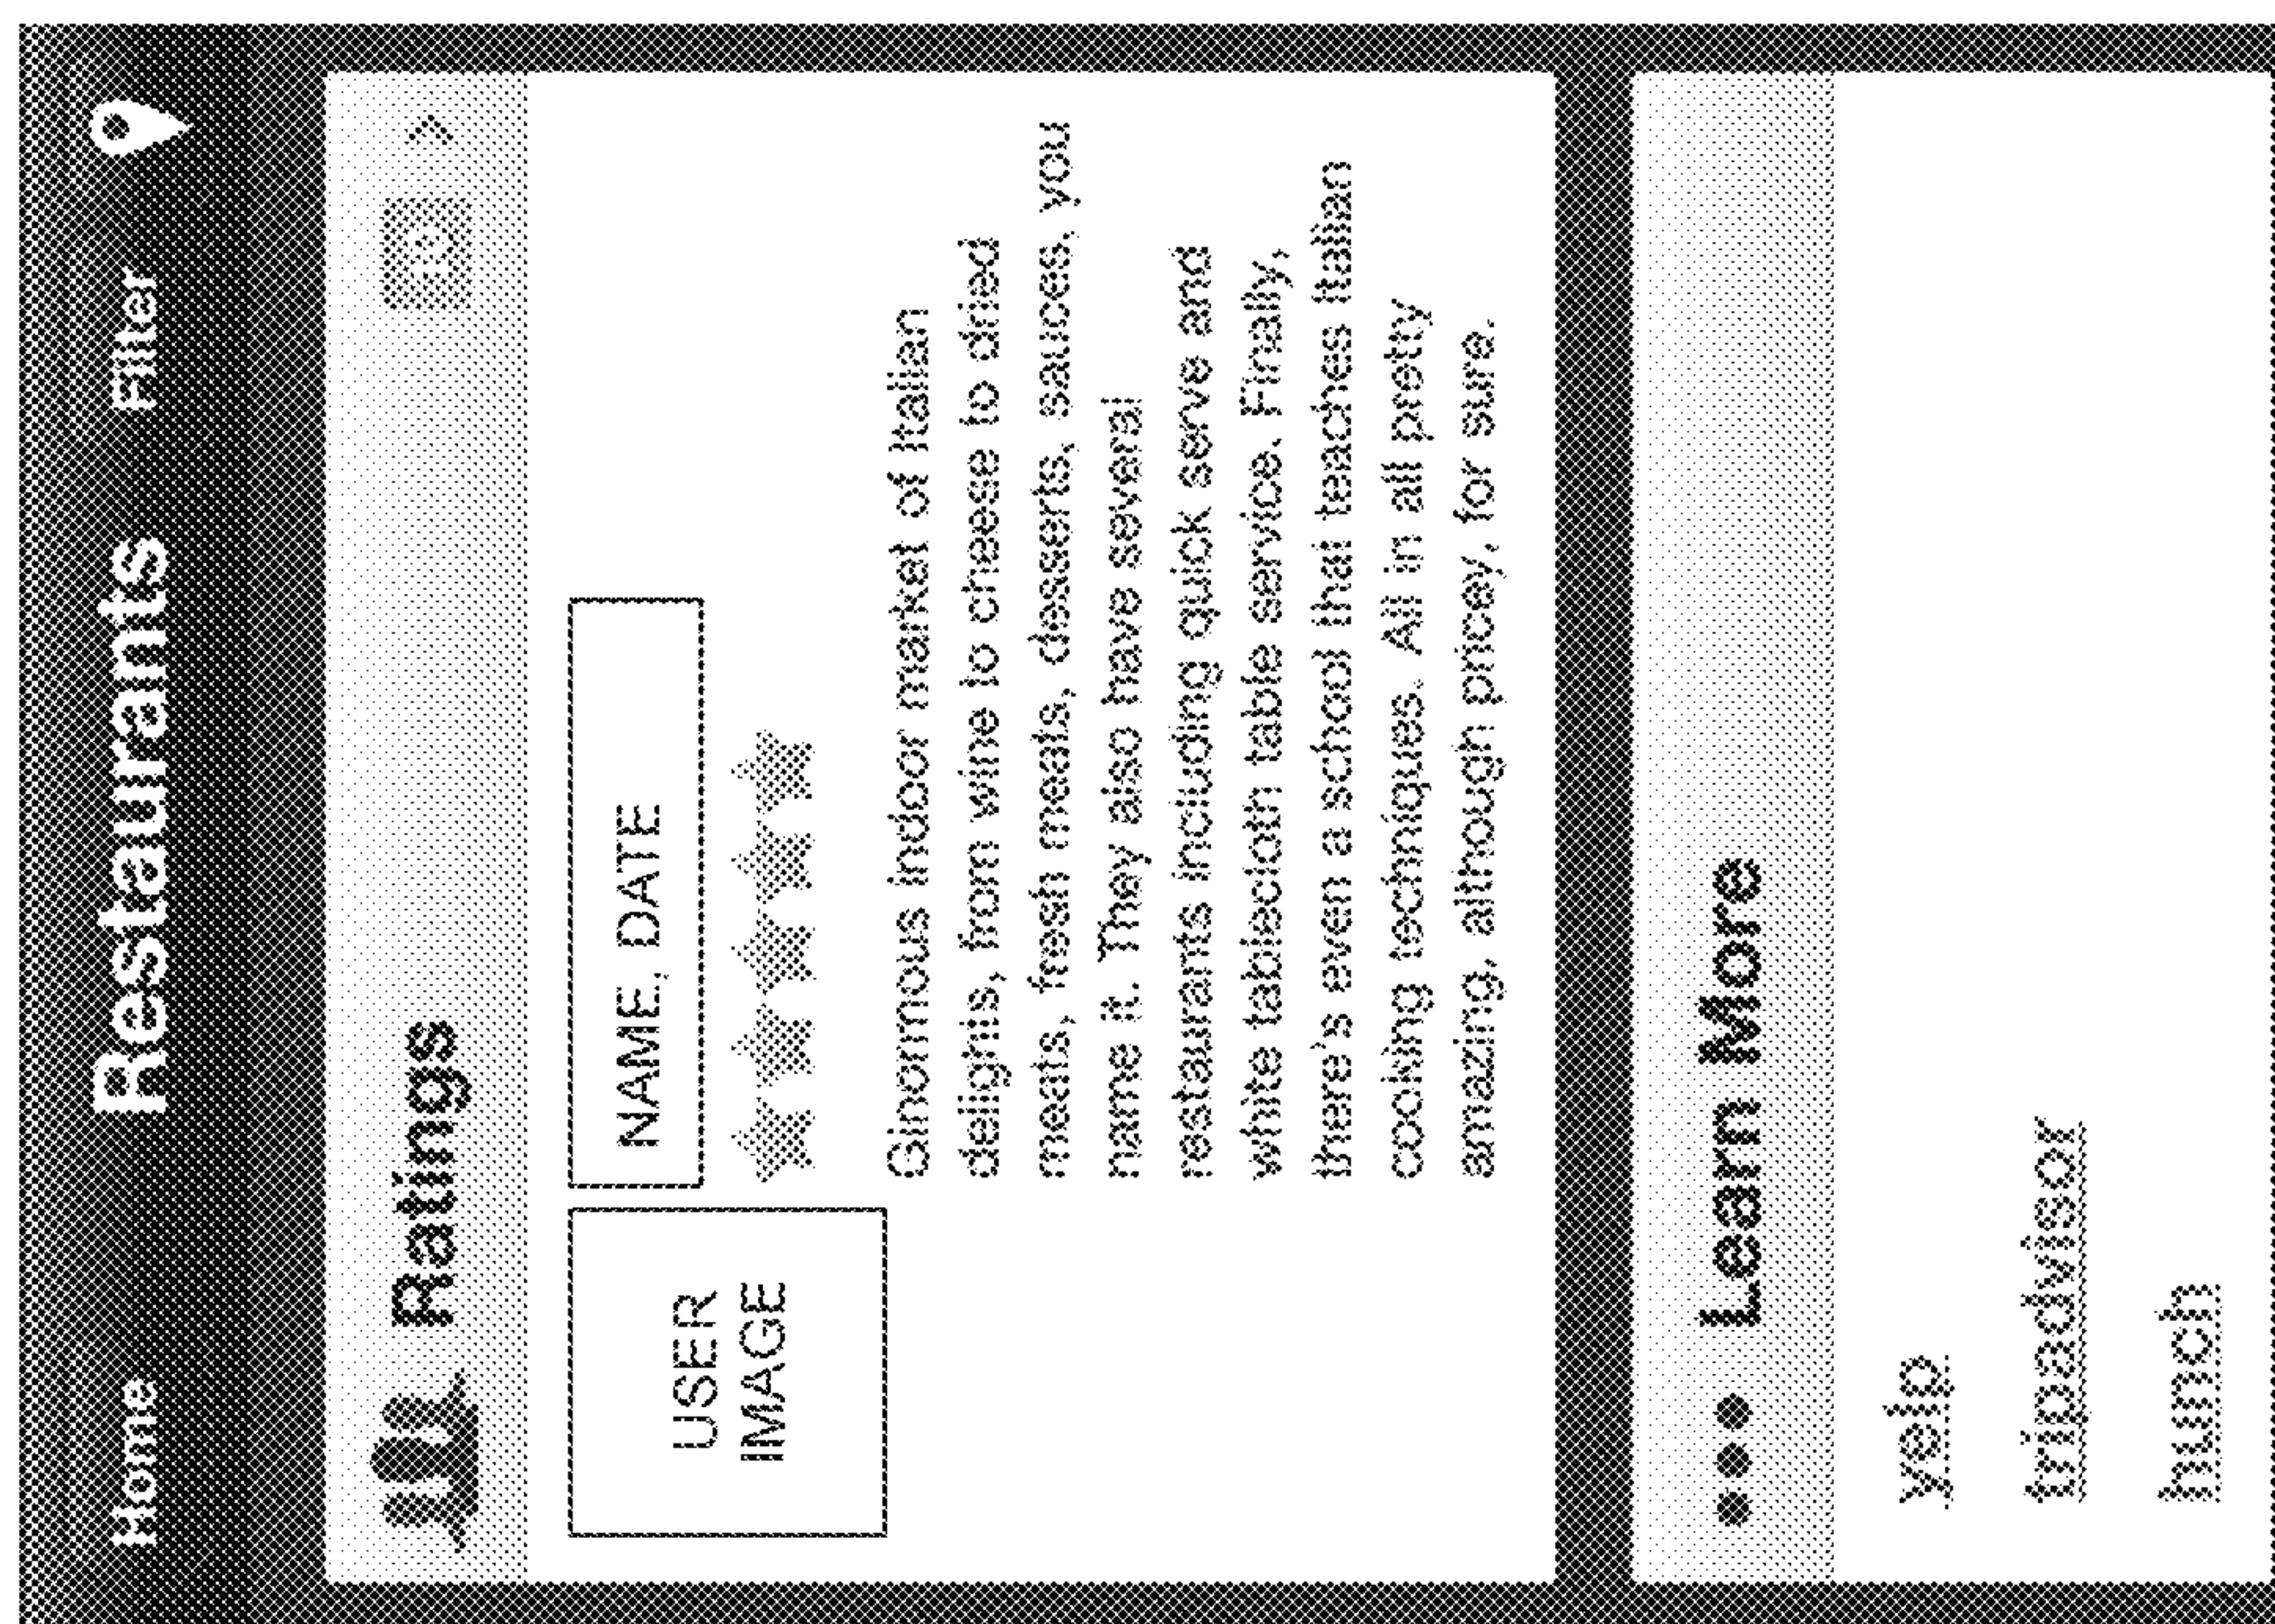 Home Restaurants Filter
Ratings
USER
IMAGE
NAME, DATE
Ginormous indoor market of Italian
delights, from wine to cheese to dried
meats, fresh meats, desserts, sauces, you
name it. They also have several
restaurants including quick serve and
white tablecloth table service. Finally,
there's even a school that teaches Italian
cooking techniques. All in all pretty
amazing, although pricey, for sure.
Learn More
yelp
tripadvisor
hunch